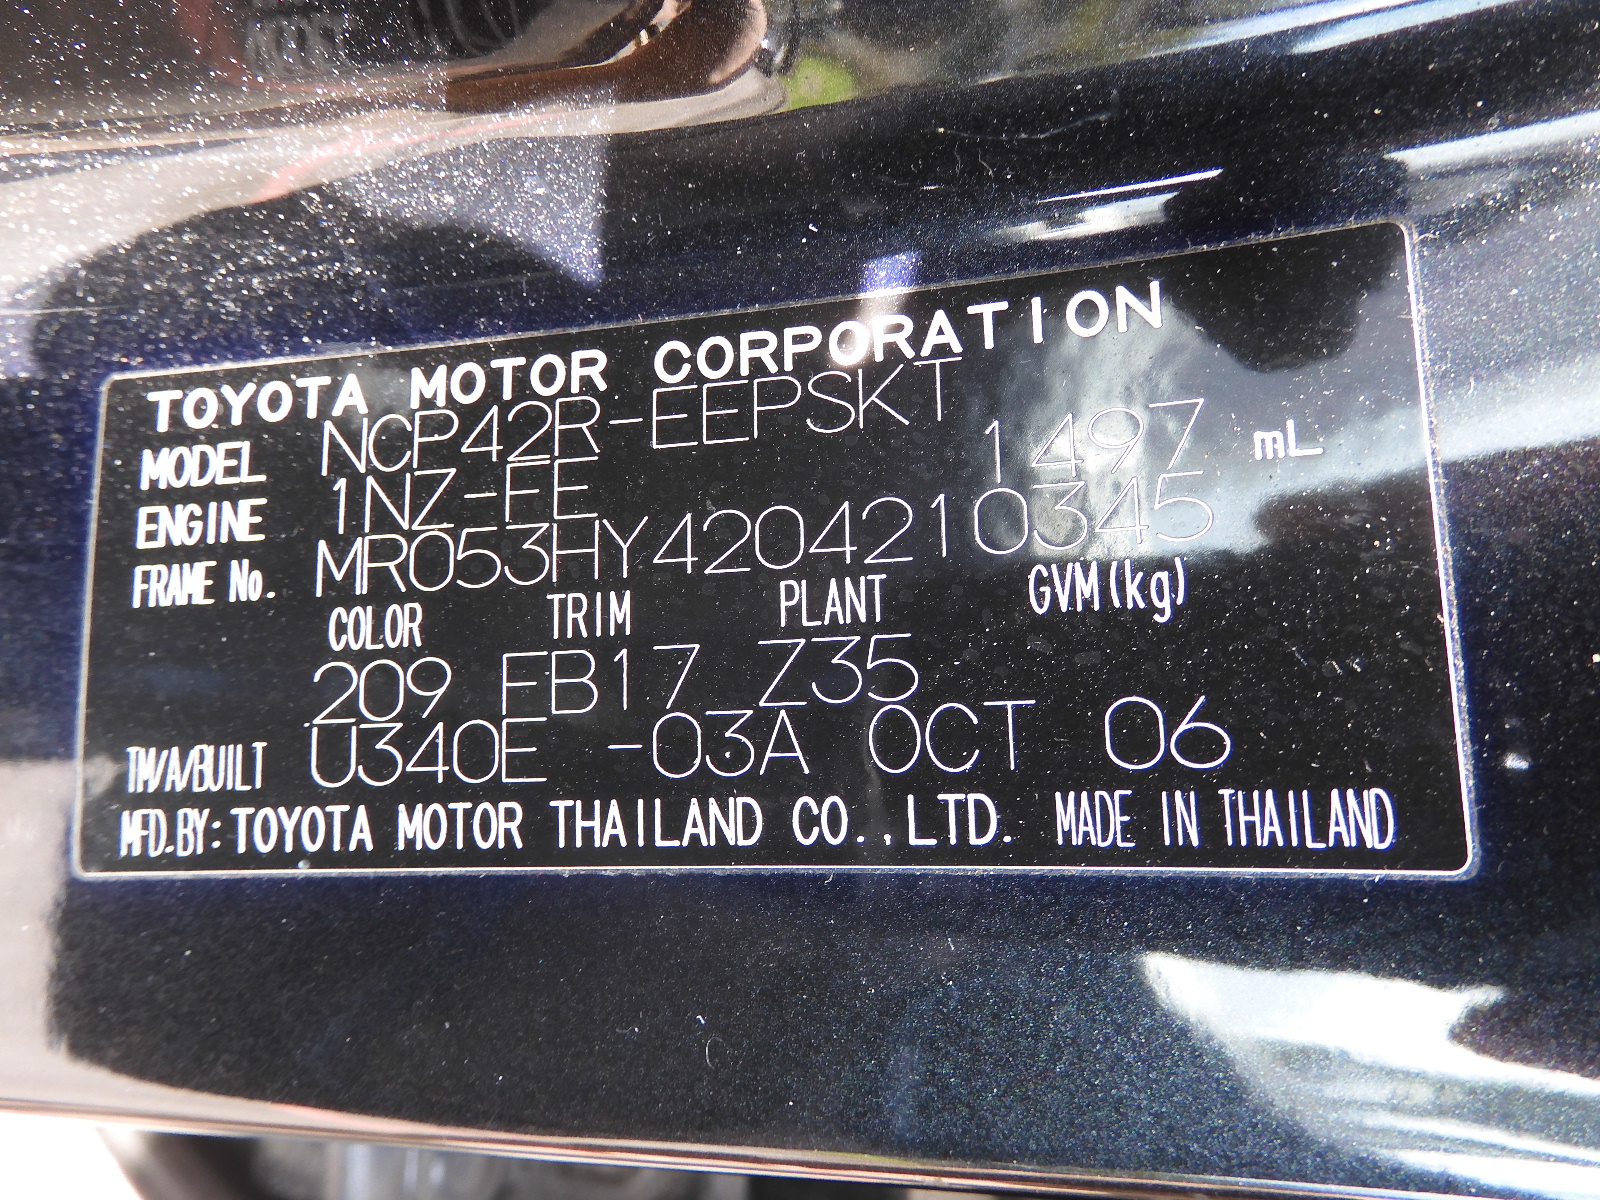 TOYOTA MOTOR CORPORATION
MODEL NCP42R-EEPSKT
ENGINE 1NZ-FE 1497 mL
FRAME No. MR053HY4204210345
COLOR TRIM PLANT GVM(kg)
209 FB17 Z35
TM/A/BUILT U340E -03A OCT 06
MFD.BY: TOYOTA MOTOR THAILAND CO.,LTD. MADE IN THAILAND